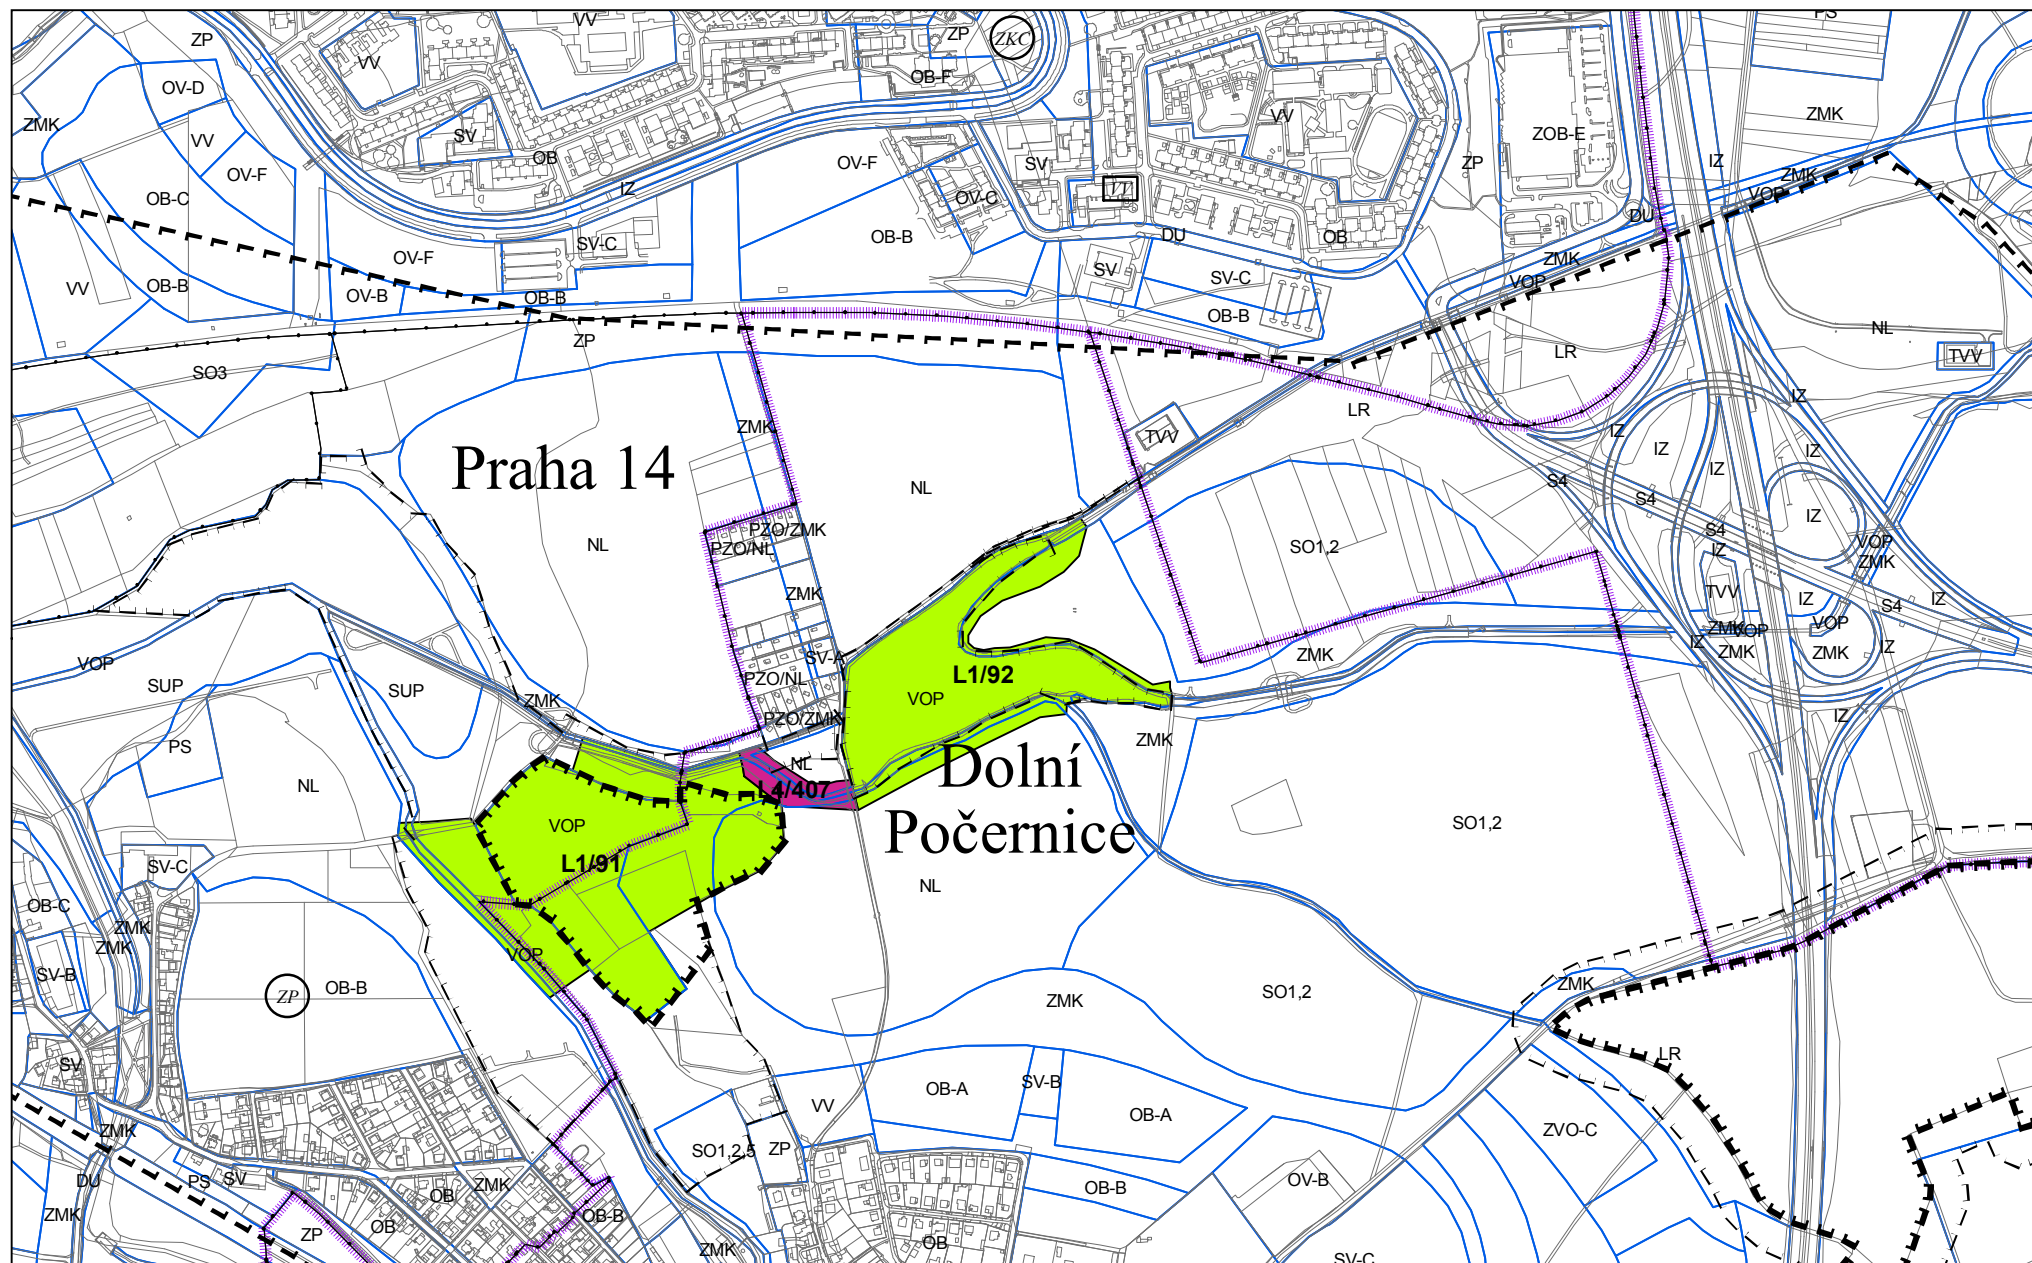 VV
ZP
ZP
ZKC
PS
VV
OB-F
OV-D
ZMK
ZMK
VV
SV
VV
ZOB-E
OB
OV-F
SV
ZP
IZ
OV-F
ZMK
IZ
OB-C
OV-C
VT
VOP
DU
SV-C
OB-B
DU
OB
OV-F
ZMK
SV
SV-C
VOP
VV
OB-B
OV-B
OB-B
OB-B
NL
ZP
LR
TVV
SO3
IZ
LR
ZMK
TVV
IZ
IZ
IZ
Praha 14
IZ
NL
S4
S4
IZ
PZO/ZMK
S4
NL
PZO/NL
SO1,2
IZ
VOP
ZMK
ZMK
TVV
IZ
S4
IZ
VOP
ZMK
VOP
IZ
IZ
VOP
SV-A
ZMK
ZMK
ZMK
SUP
SUP
PZO/NL
L1/92
VOP
ZMK
PZO/ZMK
IZ
PS
ZMK
Dolní
NL
NL
L4/407
VOP
Počernice
SO1,2
L1/91
SV-C
NL
OB-C
ZMK
ZMK
VOP
SV-B
ZP
OB-B
ZMK
SO1,2
ZMK
SV
LR
SV-B
OB-A
VV
OB-A
ZMK
ZVO-C
SO1,2,5
ZP
DU
PS
SV
ZMK
OV-B
OB
OB-B
ZMK
OB-B
OB
ZP
ZMK
OB
SV-C